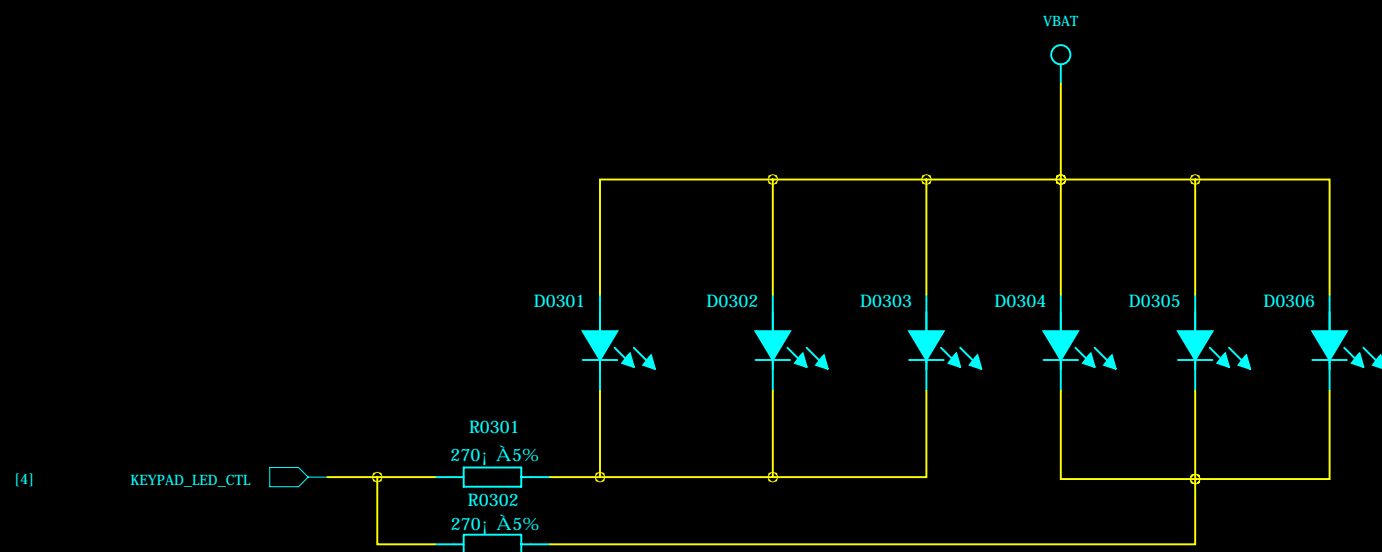 VBAT
D0301 D0302 D0303 D0304 D0305 D0306
R0301
270¡ À5%
[4] KEYPAD_LED_CTL
R0302
270¡ À5%